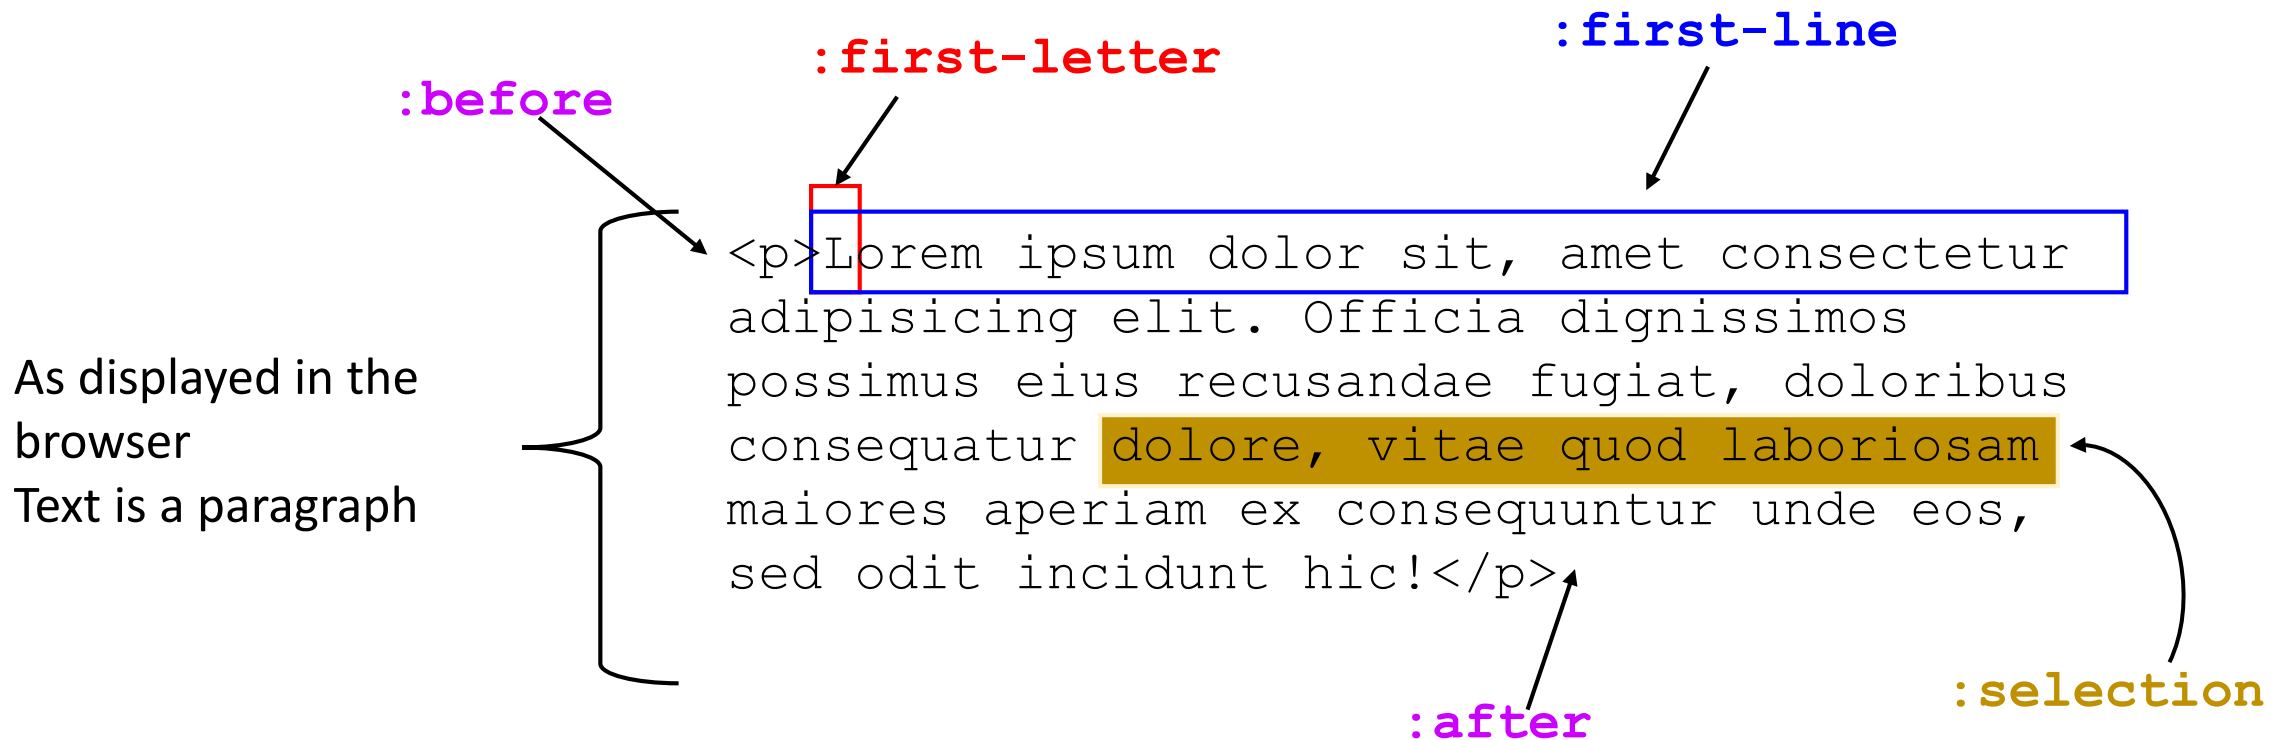 :first-line
:first-letter
:before
<p>Lorem ipsum dolor sit, amet consectetur
adipisicing elit. Officia dignissimos
possimus eius recusandae fugiat, doloribus
consequatur dolore, vitae quod laboriosam
maiores aperiam ex consequuntur unde eos,
sed odit incidunt hic!</p>
As displayed in the
browser
Text is a paragraph
:selection
:after